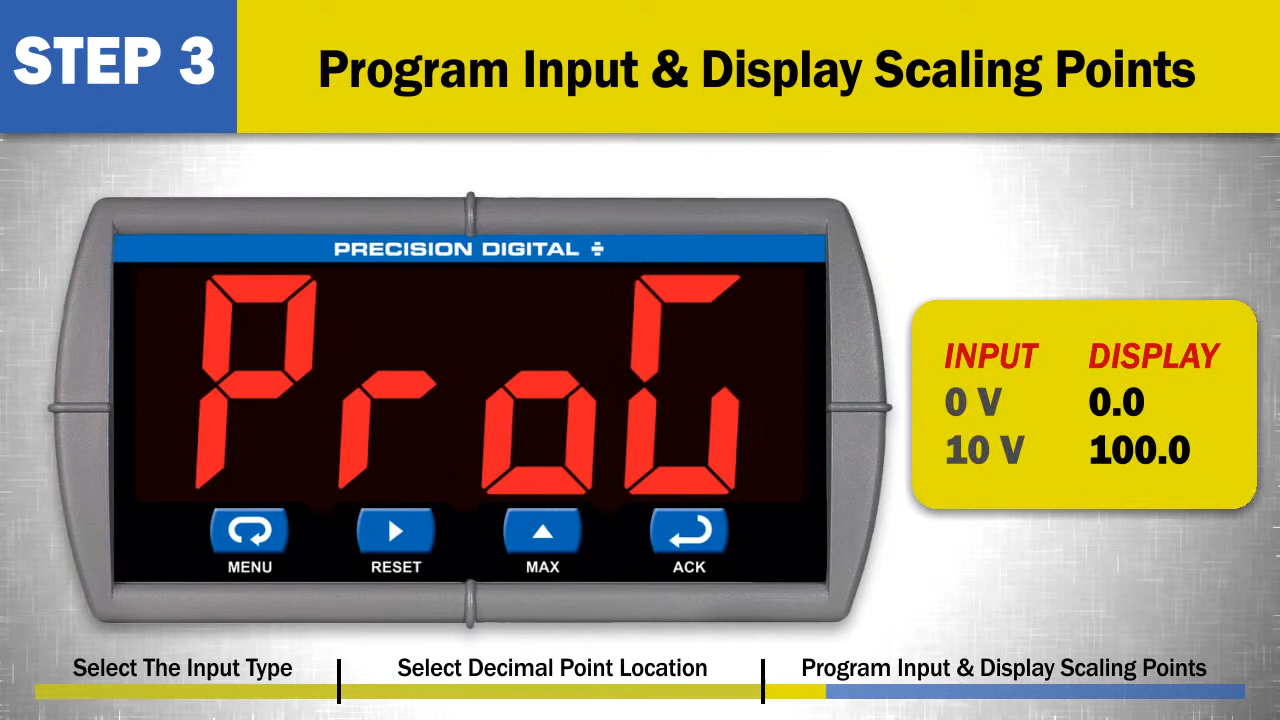 STEP 3
Program Input & Display Scaling Points
PRECISION DIGITAL
ProG
MENU RESET MAX ACK
INPUT DISPLAY
0 V 0.0
10 V 100.0
Select The Input Type Select Decimal Point Location Program Input & Display Scaling Points